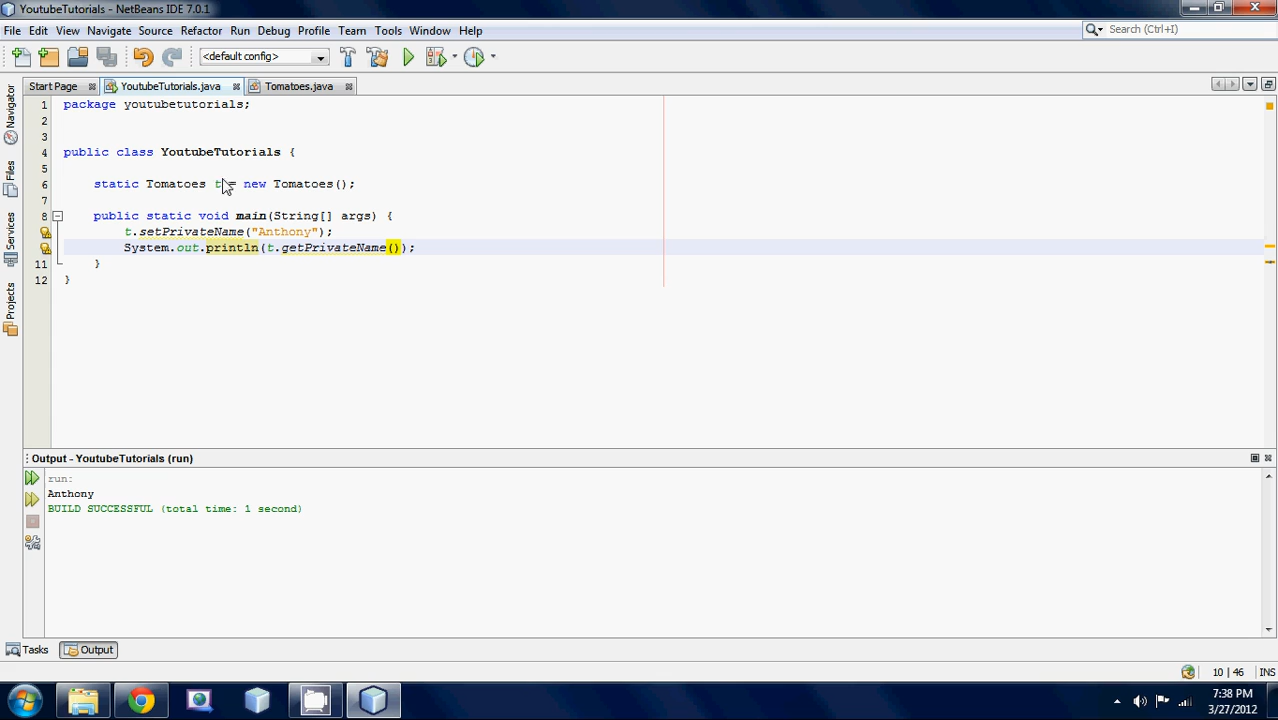 YoutubeTutorials - NetBeans IDE 7.0.1
File Edit View Navigate Source Refactor Run Debug Profile Team Tools Window Help
Search (Ctrl+I)
<default config>
Start Page YoutubeTutorials.java Tomatoes.java
Navigator
Files
Services
Projects
1 package youtubetutorials;
2
3
4 public class YoutubeTutorials {
5
6 static Tomatoes t = new Tomatoes();
7
8 public static void main(String[] args) {
t.setPrivateName("Anthony");
System.out.println(t.getPrivateName());
11 }
12 }
Output - YoutubeTutorials (run)
run:
Anthony
BUILD SUCCESSFUL (total time: 1 second)
Tasks Output
10 | 46 INS
7:38 PM
3/27/2012